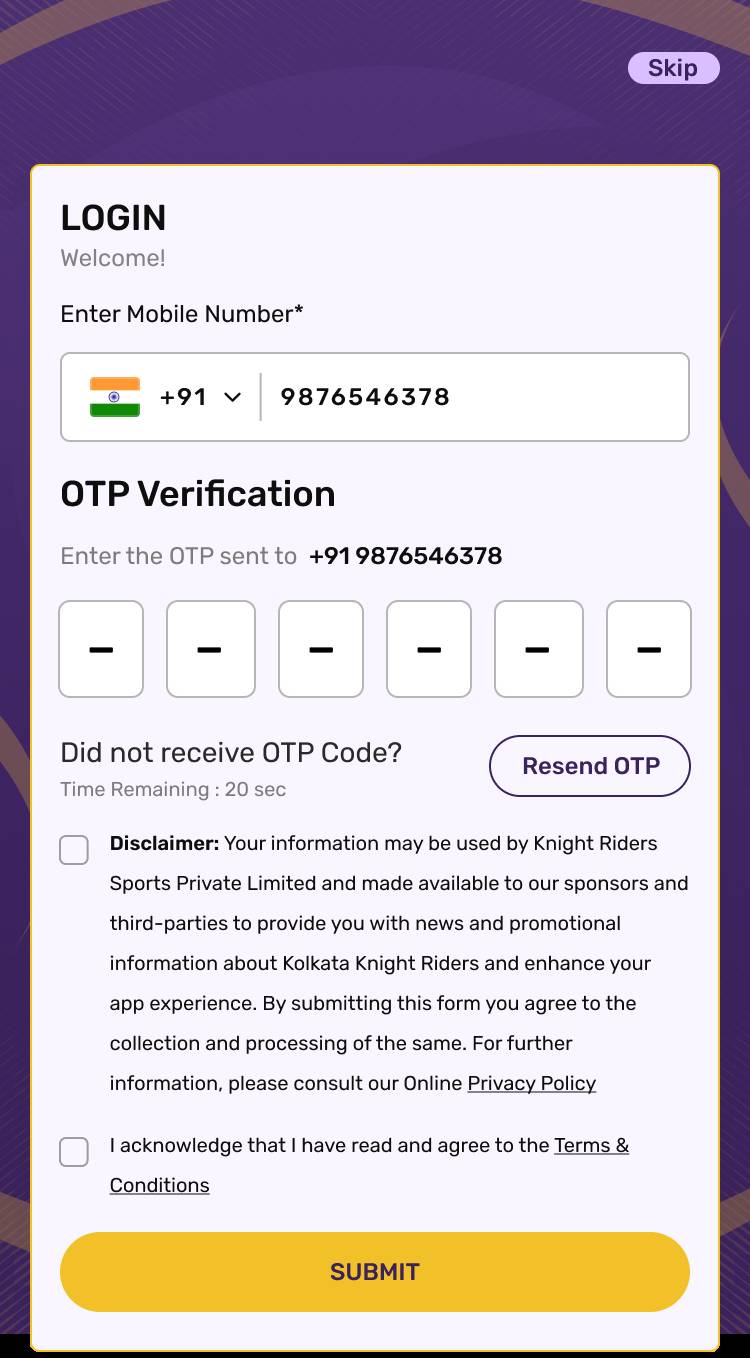 Skip
LOGIN
Welcome!
Enter Mobile Number*
+91 9876546378
OTP Verification
Enter the OTP sent to +91 9876546378
Did not receive OTP Code?
Resend OTP
Time Remaining : 20 sec
Disclaimer: Your information may be used by Knight Riders
Sports Private Limited and made available to our sponsors and
third-parties to provide you with news and promotional
information about Kolkata Knight Riders and enhance your
app experience. By submitting this form you agree to the
collection and processing of the same. For further
information, please consult our Online Privacy Policy
I acknowledge that I have read and agree to the Terms &
Conditions
SUBMIT